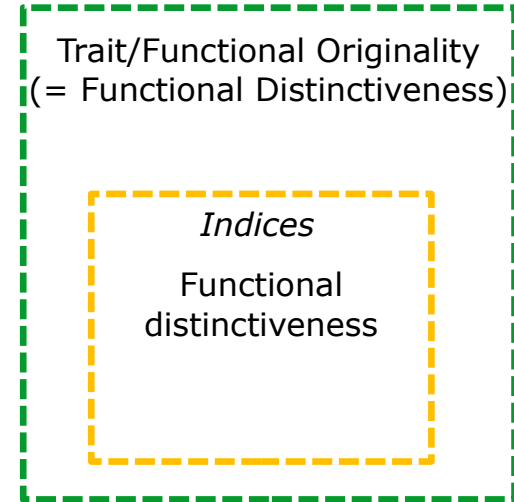 Trait/Functional Originality
(= Functional Distinctiveness)
Indices
Functional
distinctiveness